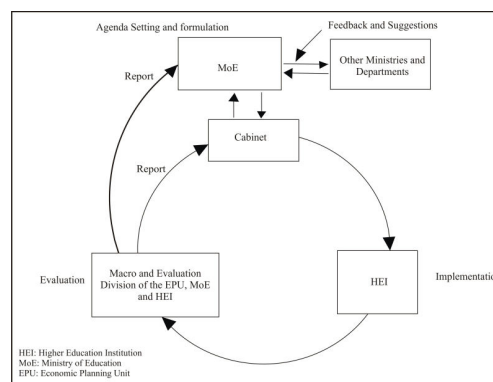 Agenda Setting and formulation
Feedback and Suggestions
MoE
Other Ministries and
Departments
Report
Cabinet
Report
Evaluation
Macro and Evaluation
Division of the EPU, MoE
and HEI
HEI
Implementatio
HEI: Higher Education Institution
MoE: Ministry of Education
EPU: Economic Planning Unit